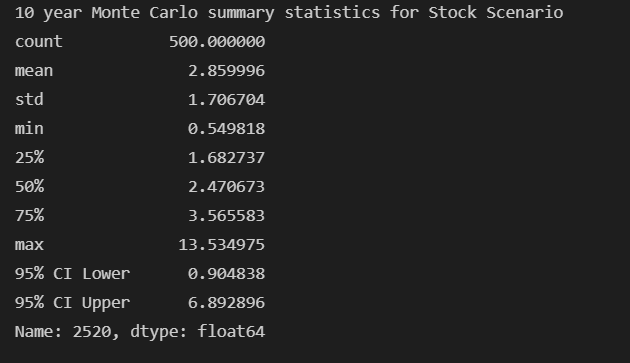 10 year Monte Carlo summary statistics for Stock Scenario
count 500.000000
mean 2.859996
std 1.706704
min 0.549818
25% 1.682737
50% 2.470673
75% 3.565583
max 13.534975
95% CI Lower 0.904838
95% CI Upper 6.892896
Name: 2520, dtype: float64